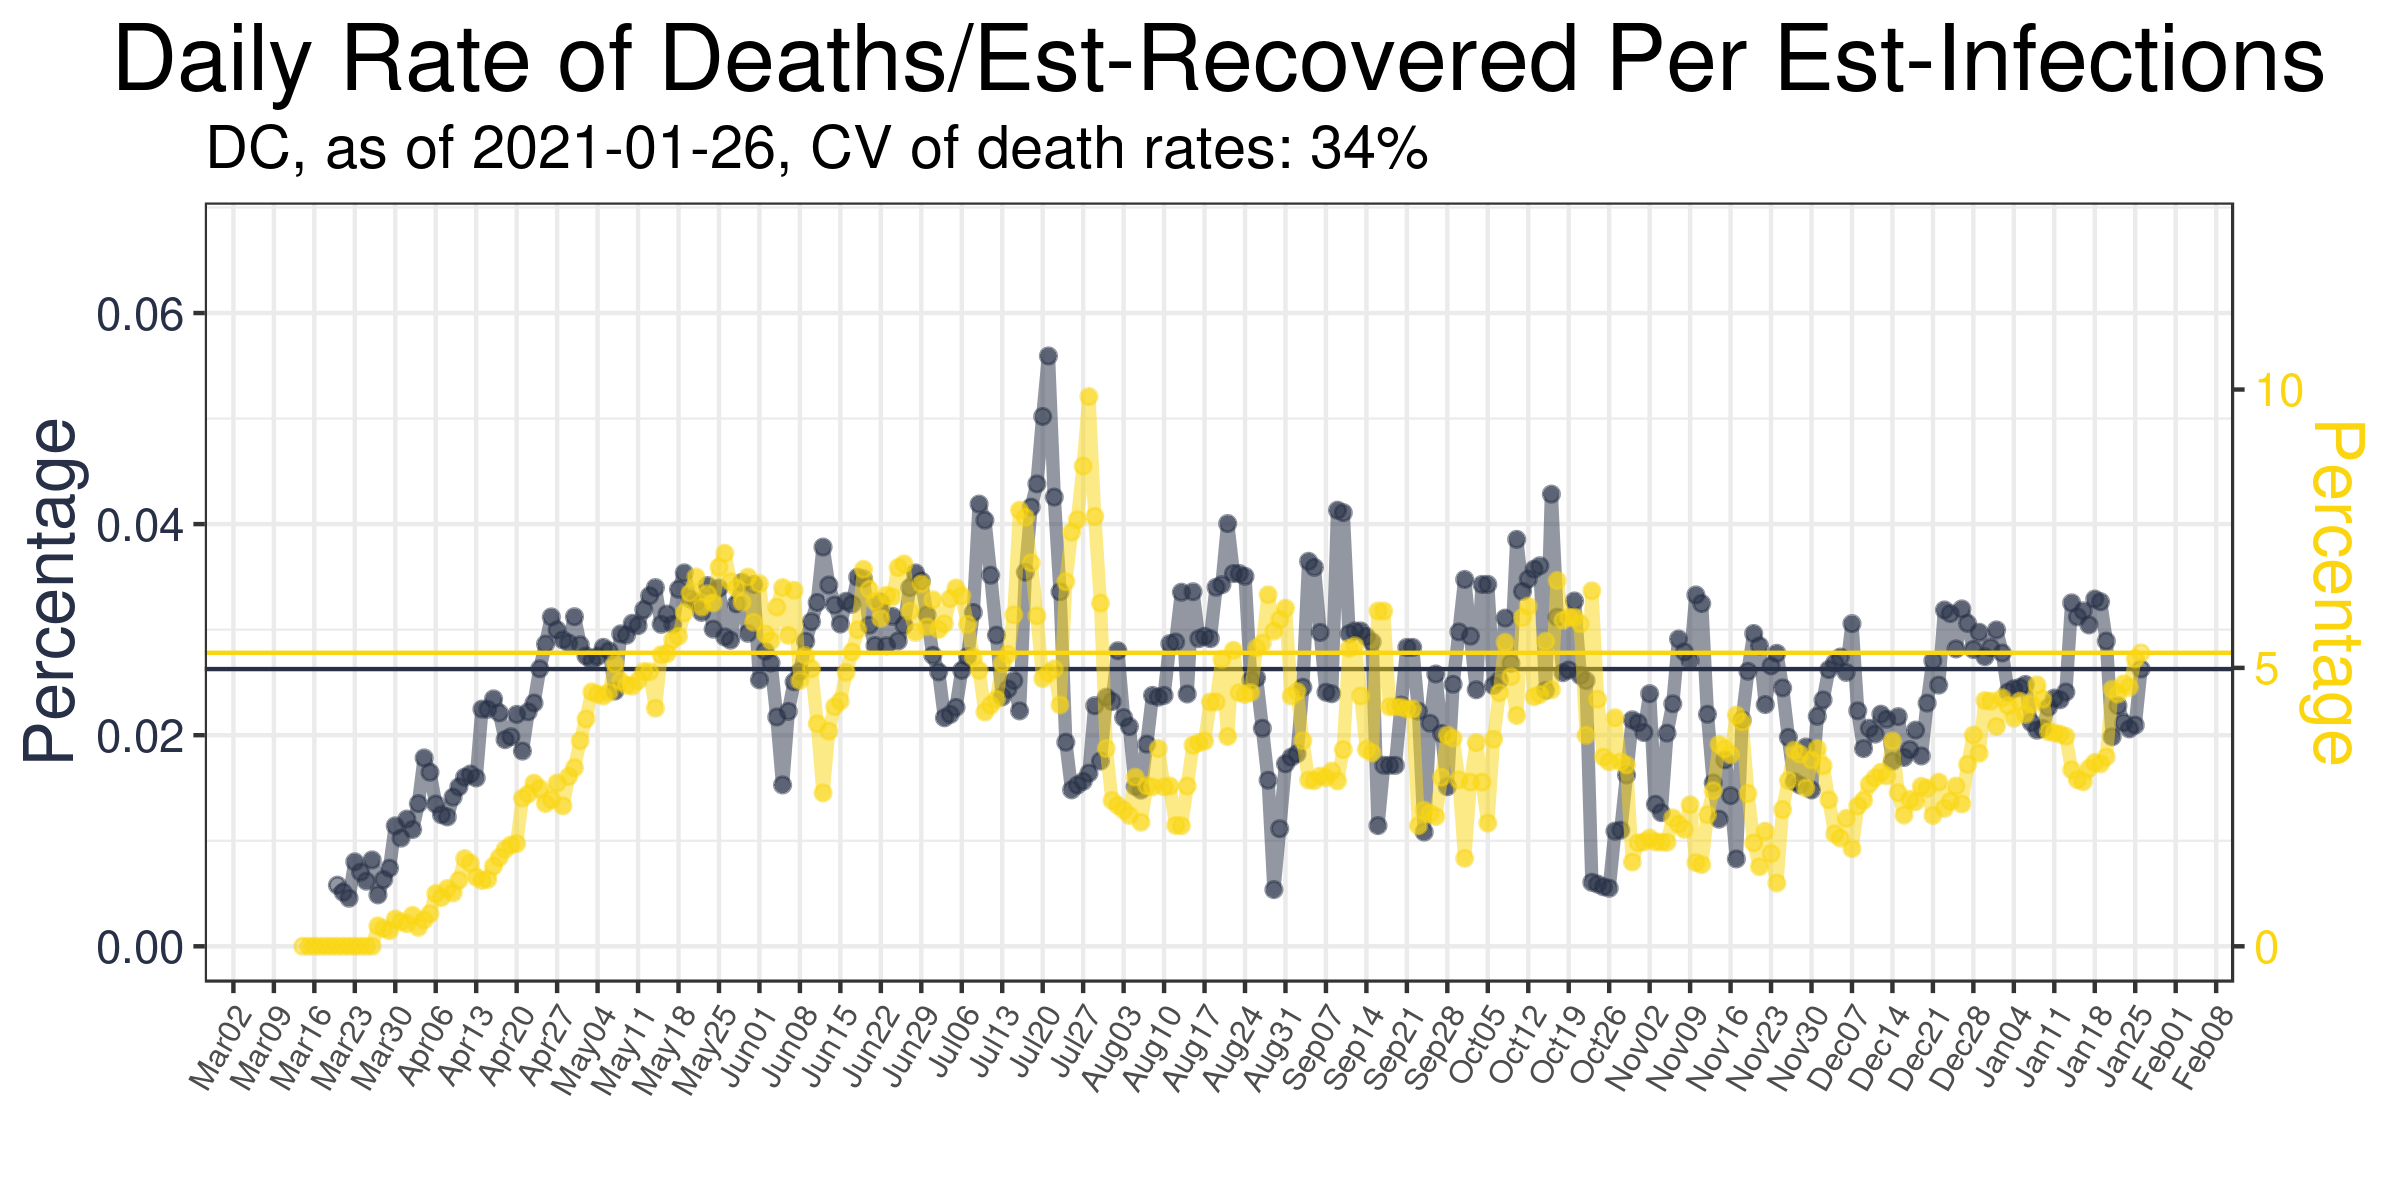 Daily Rate of Deaths/Est-Recovered Per Est-Infections
DC, as of 2021-01-26, CV of death rates: 34%
Percentage
0.06
0.04
0.02
0.00
10
5
0
Percentage
Mar02
Mar09
Mar16
Mar23
Mar30
Apr06
Apr13
Apr20
Apr27
May04
May11
May18
May25
Jun01
Jun08
Jun15
Jun22
Jun29
Jul06
Jul13
Jul20
Jul27
Aug03
Aug10
Aug17
Aug24
Aug31
Sep07
Sep14
Sep21
Sep28
Oct05
Oct12
Oct19
Oct26
Nov02
Nov09
Nov16
Nov23
Nov30
Dec07
Dec14
Dec21
Dec28
Jan04
Jan11
Jan18
Jan25
Feb01
Feb08